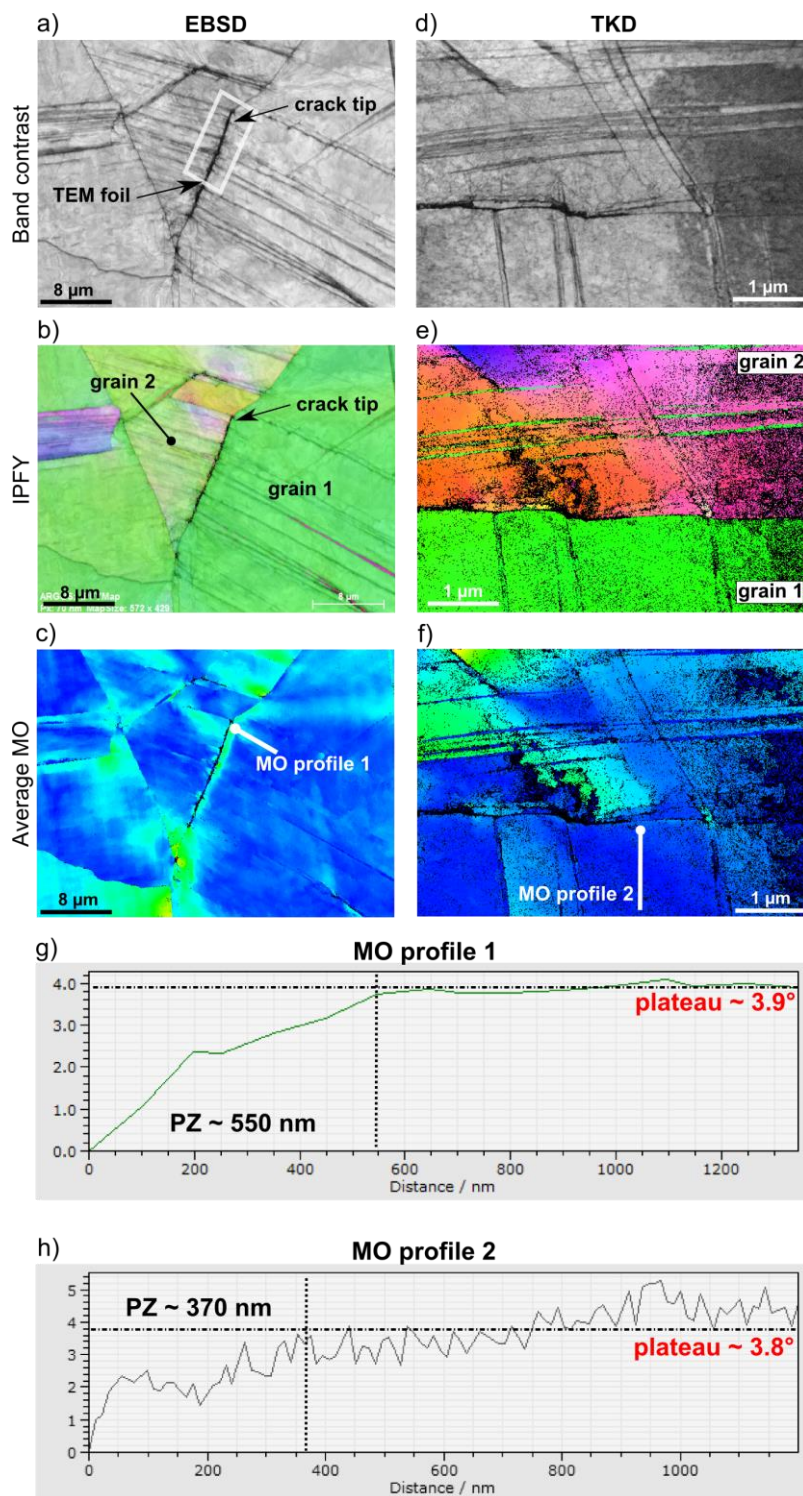 EBSD
TKD
Band contrast
IPFY
Average MO
a)
crack tip
TEM foil
8 µm
d)
1 µm
b)
grain 2
crack tip
grain 1
8 µm
8 µm
e)
grain 2
1 µm
grain 1
c)
MO profile 1
8 µm
f)
MO profile 2
1 µm
g)
MO profile 1
4.0
3.0
2.0
1.0
0.0
plateau ~ 3.9°
PZ ~ 550 nm
0 200 400 600 800 1000 1200
Distance / nm
h)
MO profile 2
5
4
3
2
1
0
PZ ~ 370 nm
plateau ~ 3.8°
0 200 400 600 800 1000
Distance / nm